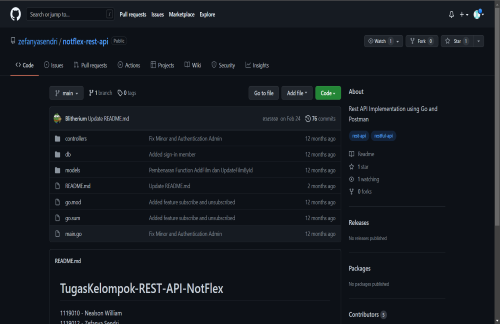 Search or jump to...
/
Pull requests Issues Marketplace Explore
zefanyasendri / notflex-rest-api Public
Watch 1 Fork 0 Star 1
Code Issues Pull requests Actions Projects Wiki Security Insights
main 1 branch 0 tags Go to file Add file Code
Blitherium Update README.md on Feb 24 76 commits
controllers Fix Minor and Authentication Admin 12 months ago
db Added sign-in member 12 months ago
models Pembenaran Function AddFilm dan UpdateFilmById 12 months ago
README.md Update README.md 2 months ago
go.mod Added feature subscribe and unsubscribed 12 months ago
go.sum Added feature subscribe and unsubscribed 12 months ago
main.go Fix Minor and Authentication Admin 12 months ago
README.md
TugasKelompok-REST-API-NotFlex
1119010 - Nealson William
1119012 - Zefanya Sendri
About
Rest API Implementation using Go and
Postman
rest-api restful-api
Readme
1 star
1 watching
0 forks
Releases
No releases published
Packages
No packages published
Contributors